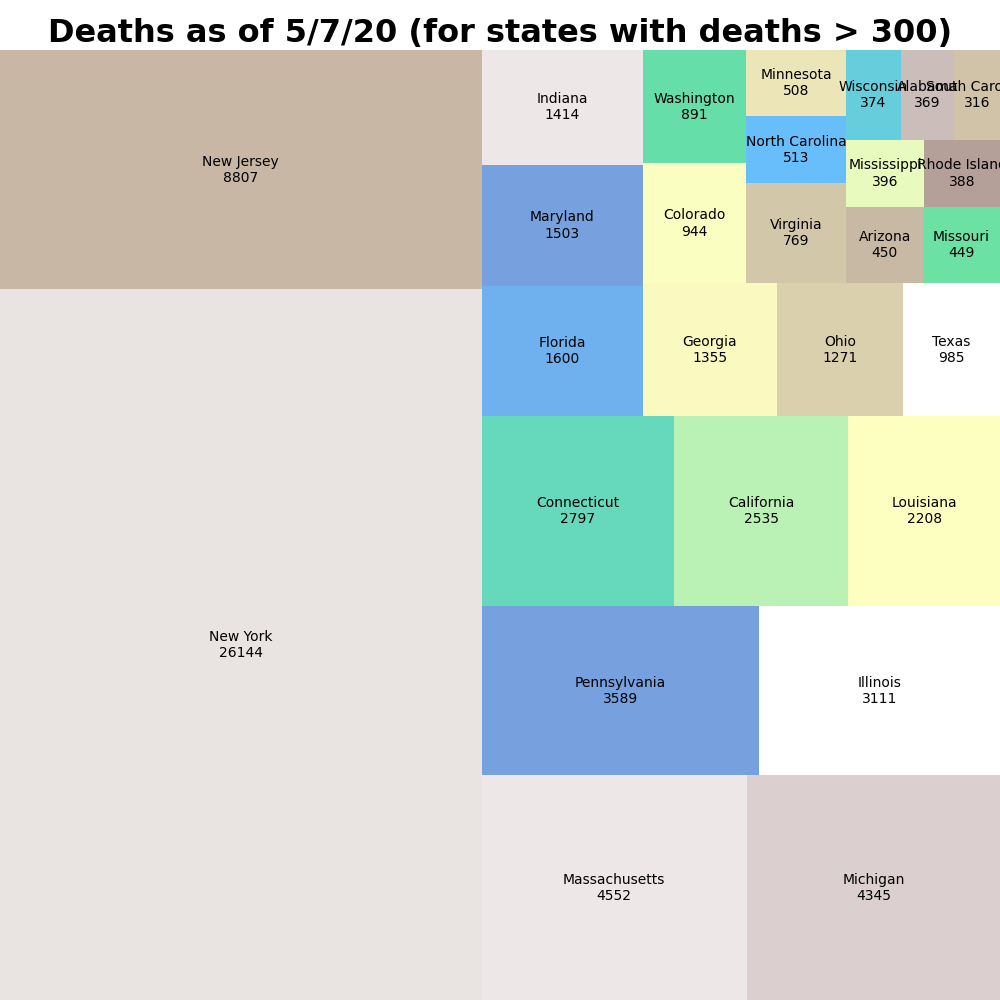 Deaths as of 5/7/20 (for states with deaths > 300)
New Jersey
8807
Indiana
1414
Washington
891
Minnesota
508
Wisconsin
374
Alabama
369
South Caro
316
North Carolina
513
Mississippi
396
Rhode Island
388
Maryland
1503
Colorado
944
Virginia
769
Arizona
450
Missouri
449
Florida
1600
Georgia
1355
Ohio
1271
Texas
985
Connecticut
2797
California
2535
Louisiana
2208
New York
26144
Pennsylvania
3589
Illinois
3111
Massachusetts
4552
Michigan
4345